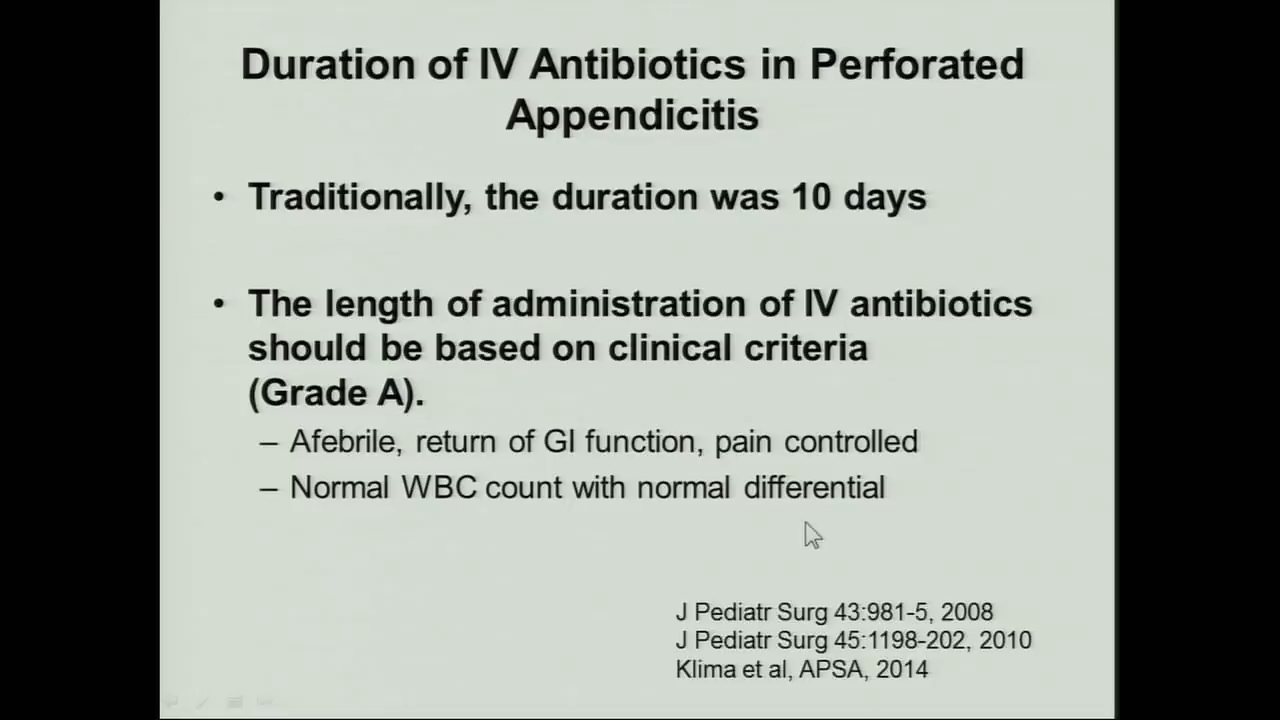 Duration of IV Antibiotics in Perforated
Appendicitis
• Traditionally, the duration was 10 days
• The length of administration of IV antibiotics
should be based on clinical criteria
(Grade A).
– Afebrile, return of GI function, pain controlled
– Normal WBC count with normal differential
J Pediatr Surg 43:981-5, 2008
J Pediatr Surg 45:1198-202, 2010
Klima et al, APSA, 2014